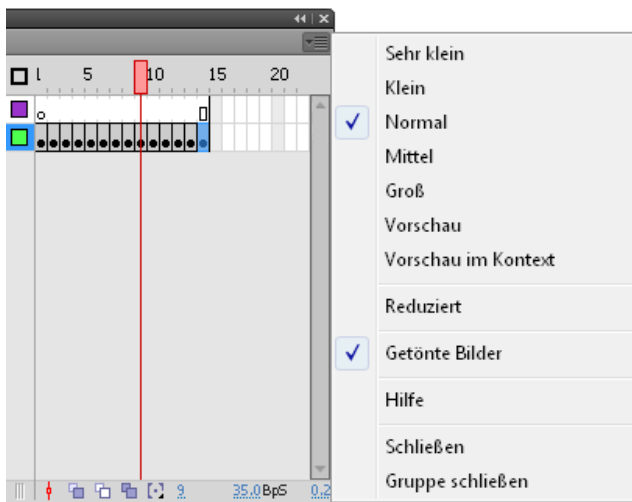 1 5 10 15 20
Sehr klein
Klein
Normal
Mittel
Groß
Vorschau
Vorschau im Kontext
Reduziert
Getönte Bilder
Hilfe
Schließen
Gruppe schließen
9 35.0 BpS 0.2